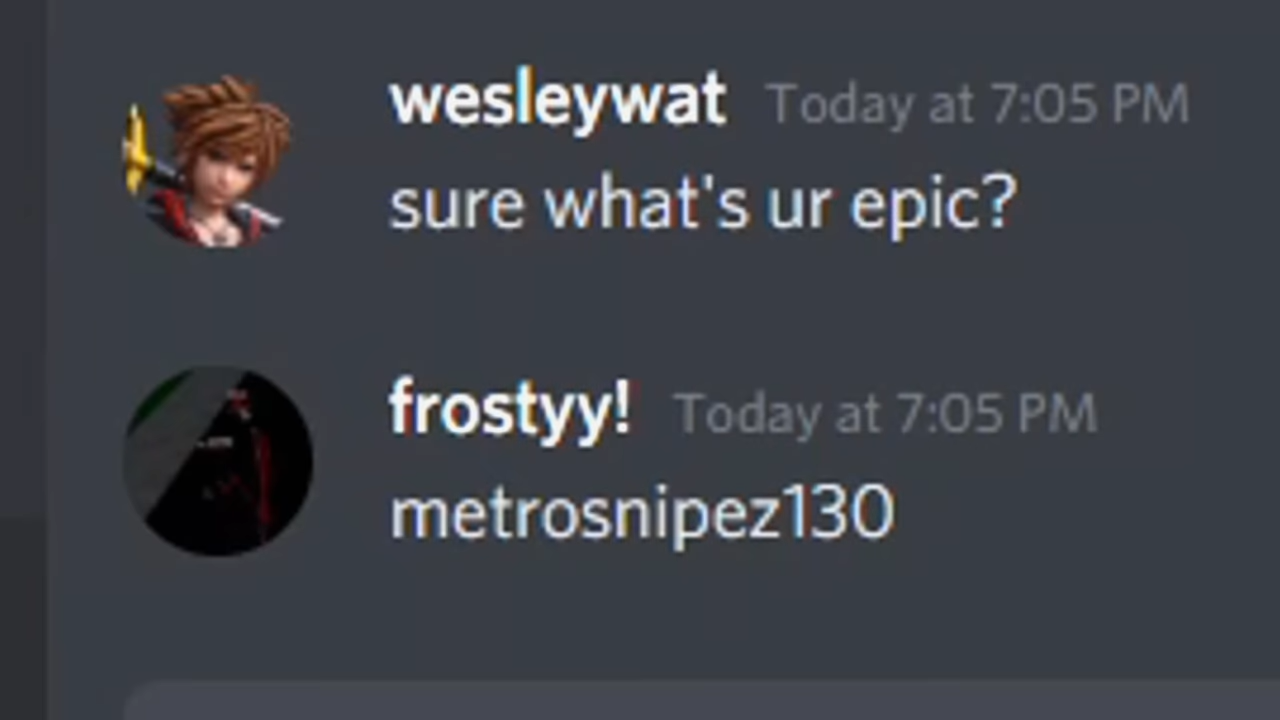 wesleywat Today at 7:05 PM
sure what's ur epic?
frostyy! Today at 7:05 PM
metrosnipez130